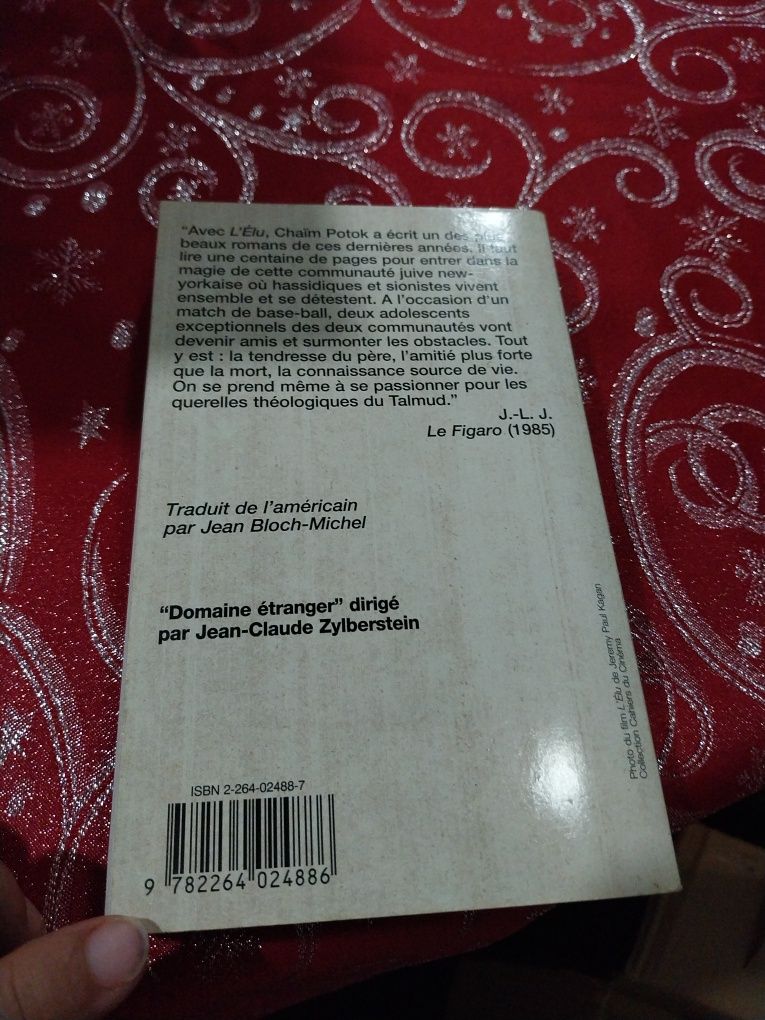 “Avec L’Élu, Chaïm Potok a écrit un des plus
beaux romans de ces dernières années. Il faut
lire une centaine de pages pour entrer dans la
magie de cette communauté juive new-
yorkaise où hassidiques et sionistes vivent
ensemble et se détestent. A l’occasion d’un
match de base-ball, deux adolescents
exceptionnels des deux communautés vont
devenir amis et surmonter les obstacles. Tout
y est : la tendresse du père, l’amitié plus forte
que la mort, la connaissance source de vie.
On se prend même à se passionner pour les
querelles théologiques du Talmud.”
J.-L. J.
Le Figaro (1985)
Traduit de l’américain
par Jean Bloch-Michel
“Domaine étranger” dirigé
par Jean-Claude Zylberstein
Photo du film L’Élu de Jeremy Paul Kagan
Collection Cahiers du Cinéma
ISBN 2-264-02488-7
9 782264 024886